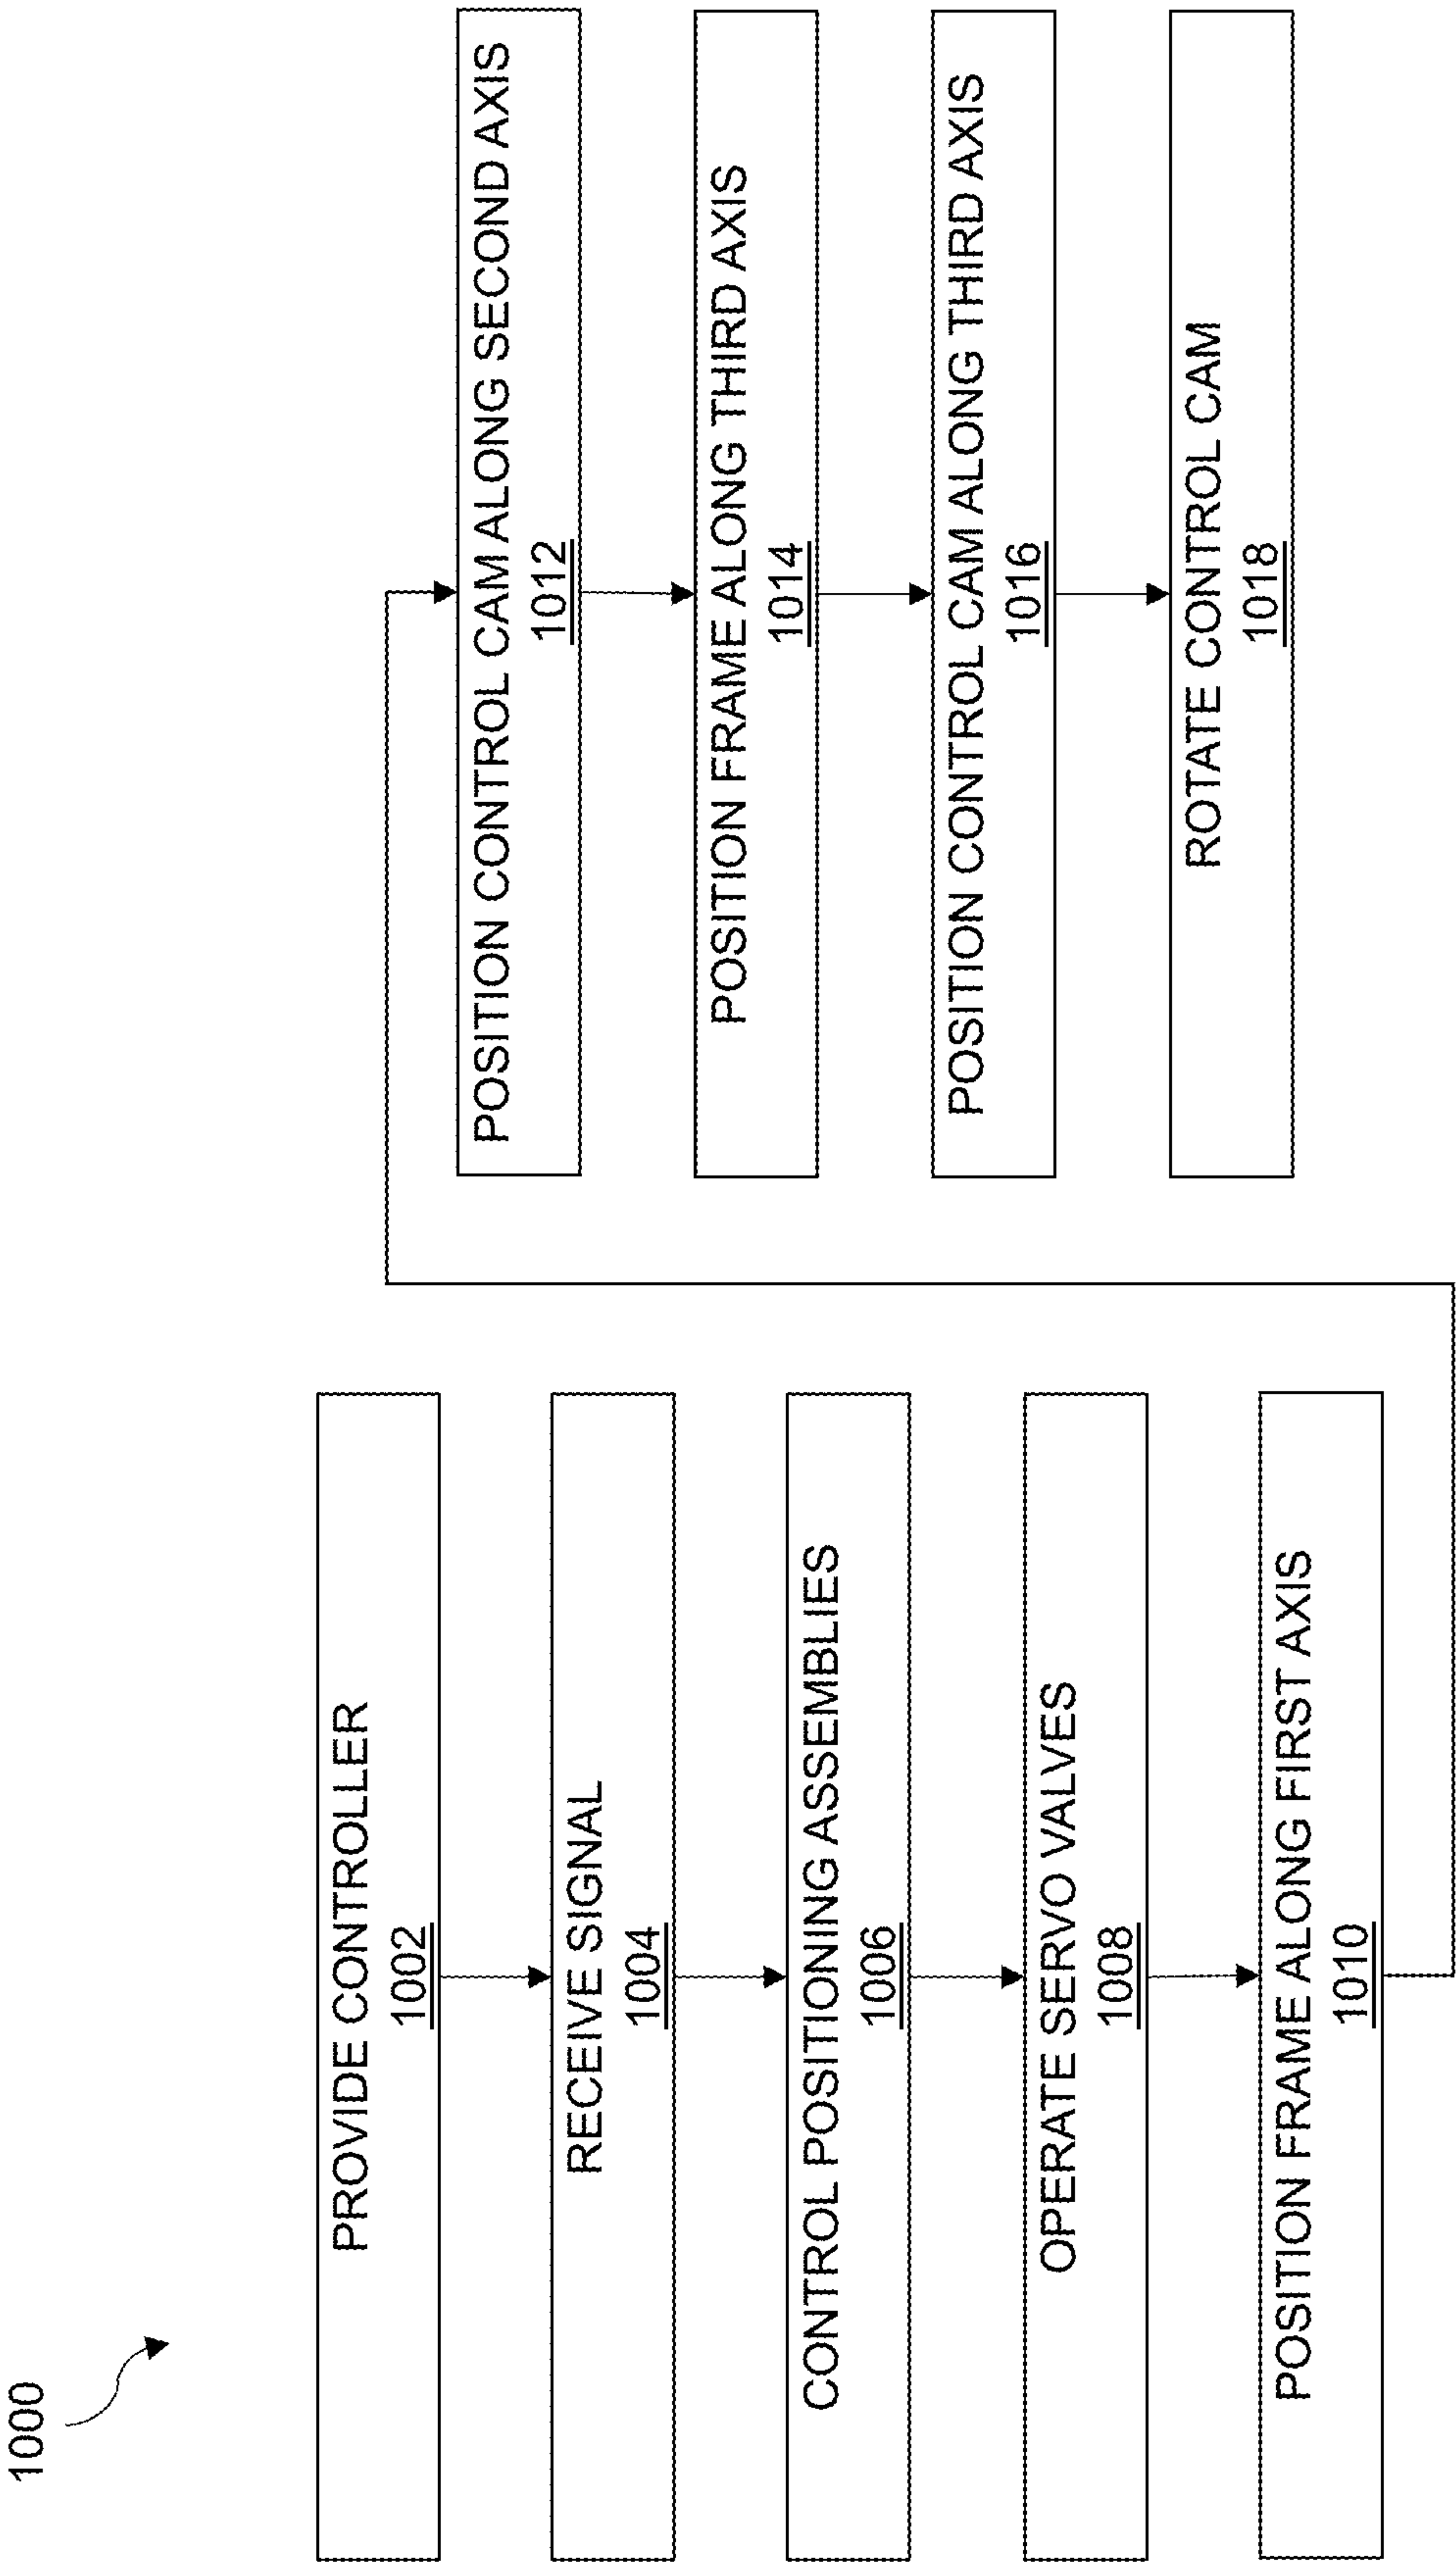 1000
PROVIDE CONTROLLER
1002
RECEIVE SIGNAL
1004
CONTROL POSITIONING ASSEMBLIES
1006
OPERATE SERVO VALVES
1008
POSITION FRAME ALONG FIRST AXIS
1010
POSITION CONTROL CAM ALONG SECOND AXIS
1012
POSITION FRAME ALONG THIRD AXIS
1014
POSITION CONTROL CAM ALONG THIRD AXIS
1016
ROTATE CONTROL CAM
1018